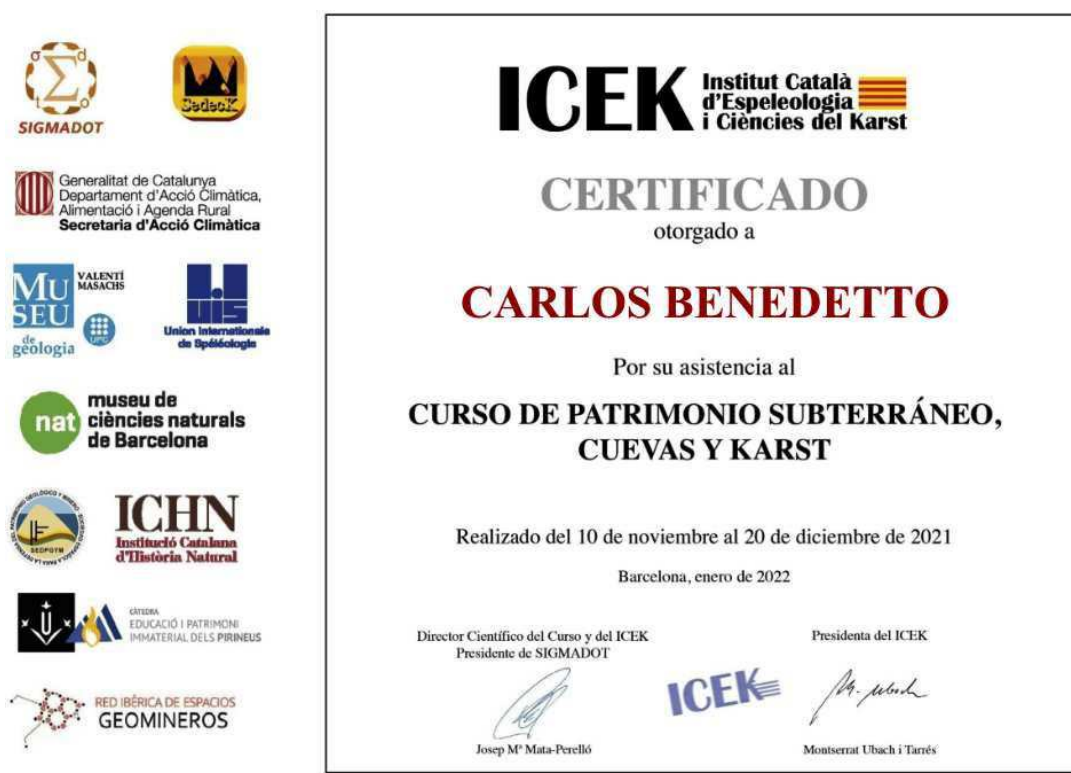 SIGMADOT
SedecK
Generalitat de Catalunya
Departament d'Acció Climàtica,
Alimentació i Agenda Rural
Secretaria d'Acció Climàtica
MUSEU
de geologia
VALENTÍ
MASACHS
UPC
UIS
Union Internationale
de Spéléologie
nat
museu de
ciències naturals
de Barcelona
SEDPGYM
ICHN
Institució Catalana
d'Història Natural
CÀTEDRA
EDUCACIÓ I PATRIMONI
IMMATERIAL DELS PIRINEUS
RED IBÉRICA DE ESPACIOS
GEOMINEROS
ICEK
Institut Català
d'Espeleologia
i Ciències del Karst
CERTIFICADO
otorgado a
CARLOS BENEDETTO
Por su asistencia al
CURSO DE PATRIMONIO SUBTERRÁNEO,
CUEVAS Y KARST
Realizado del 10 de noviembre al 20 de diciembre de 2021
Barcelona, enero de 2022
Director Científico del Curso y del ICEK
Presidente de SIGMADOT
Josep Mª Mata-Perelló
ICEK
Presidenta del ICEK
Montserrat Ubach i Tarrés